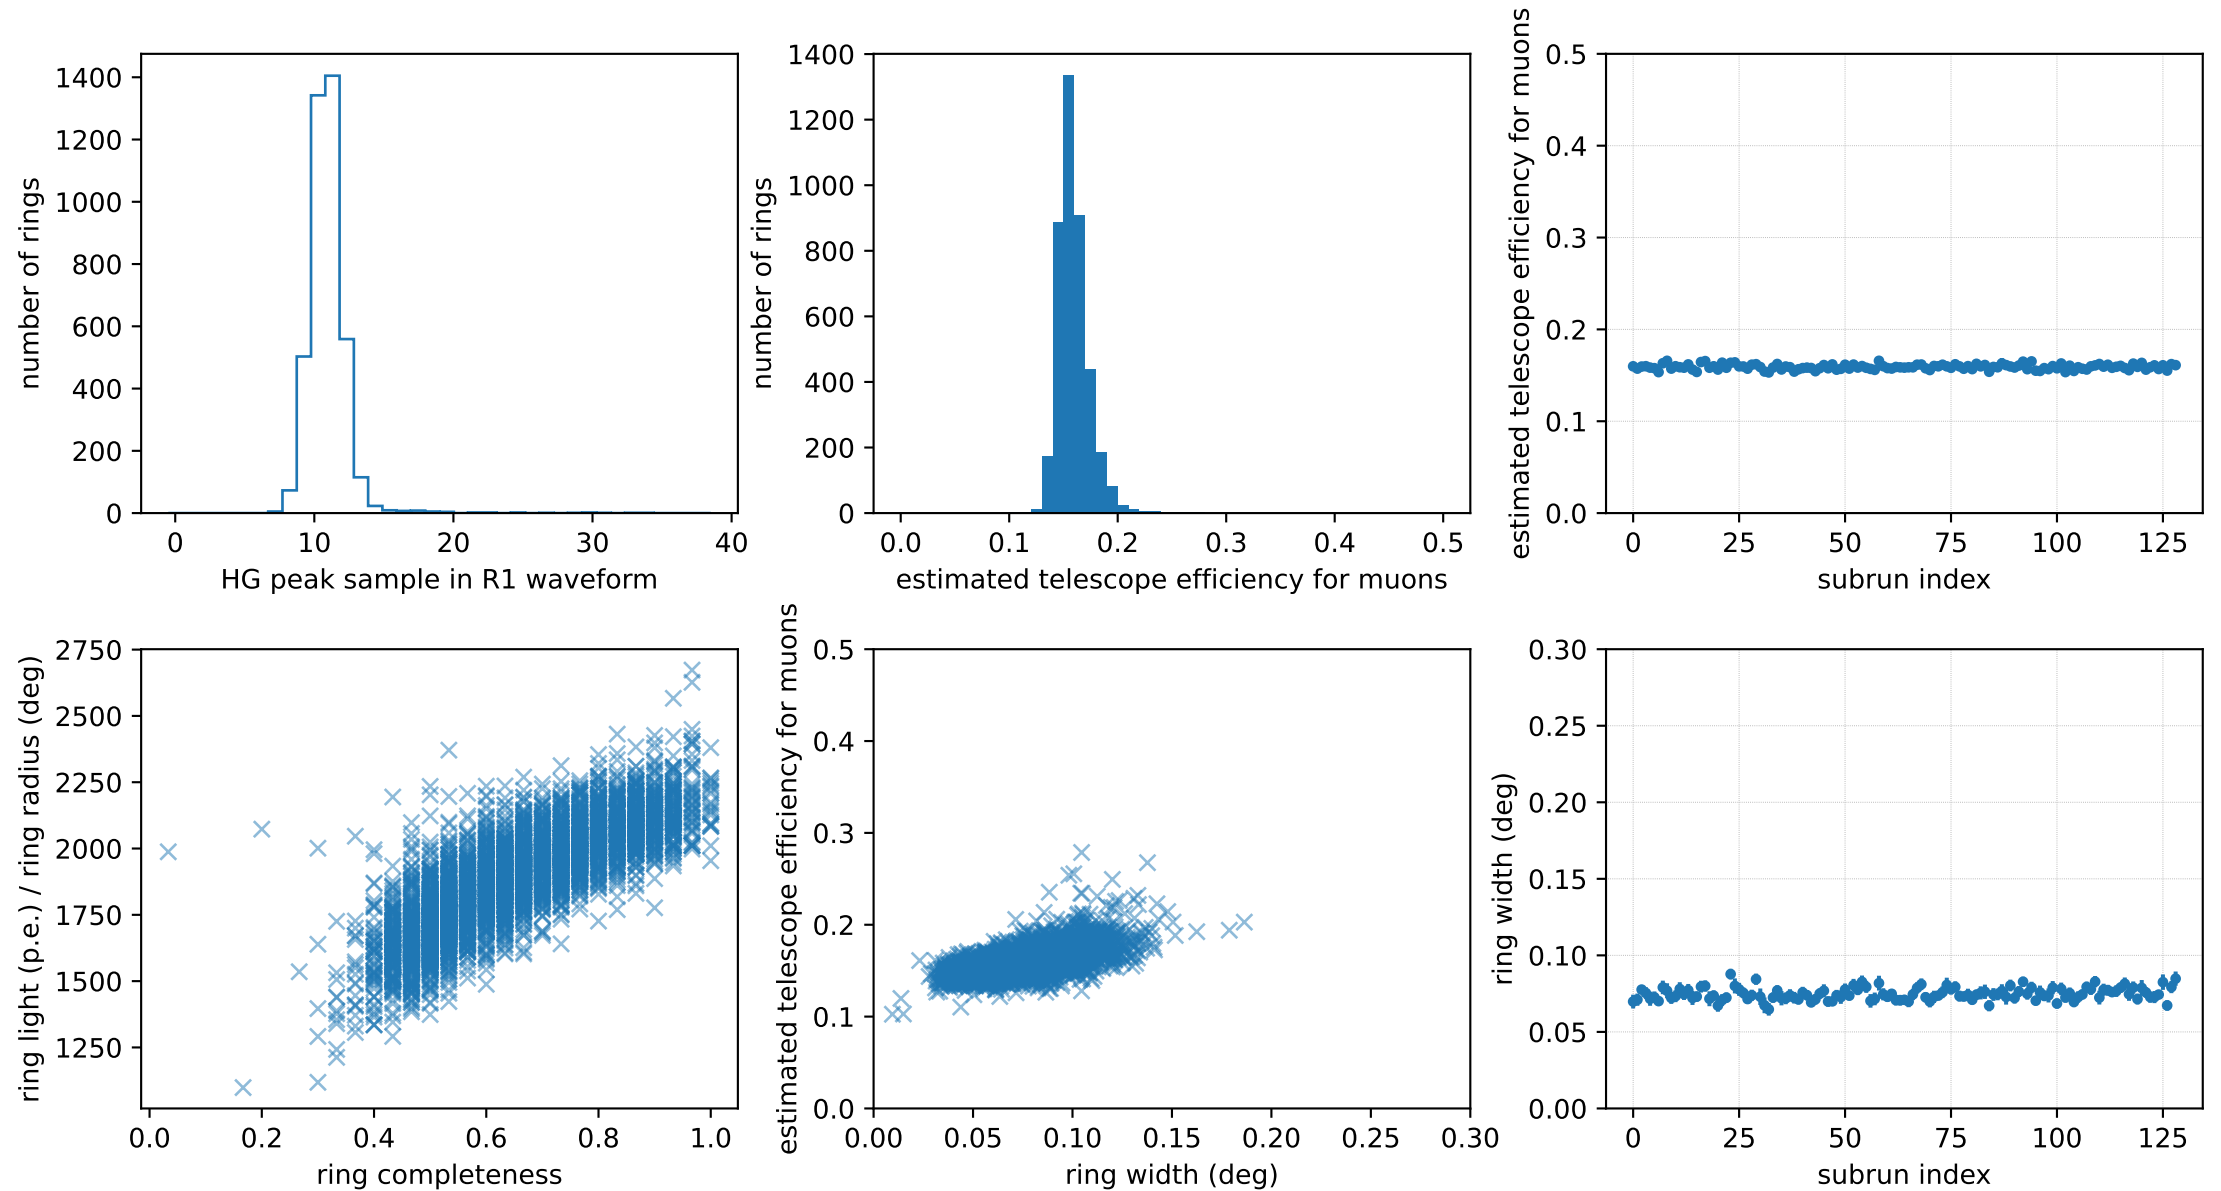 1400
1200
1000
800
600
400
200
0
number of rings
0 10 20 30 40
HG peak sample in R1 waveform
1400
1200
1000
800
600
400
200
0
number of rings
0.0 0.1 0.2 0.3 0.4 0.5
estimated telescope efficiency for muons
0.5
0.4
0.3
0.2
0.1
0.0
estimated telescope efficiency for muons
0 25 50 75 100 125
subrun index
2750
2500
2250
2000
1750
1500
1250
ring light (p.e.) / ring radius (deg)
0.0 0.2 0.4 0.6 0.8 1.0
ring completeness
0.5
0.4
0.3
0.2
0.1
0.0
estimated telescope efficiency for muons
0.00 0.05 0.10 0.15 0.20 0.25 0.30
ring width (deg)
0.30
0.25
0.20
0.15
0.10
0.05
0.00
ring width (deg)
0 25 50 75 100 125
subrun index